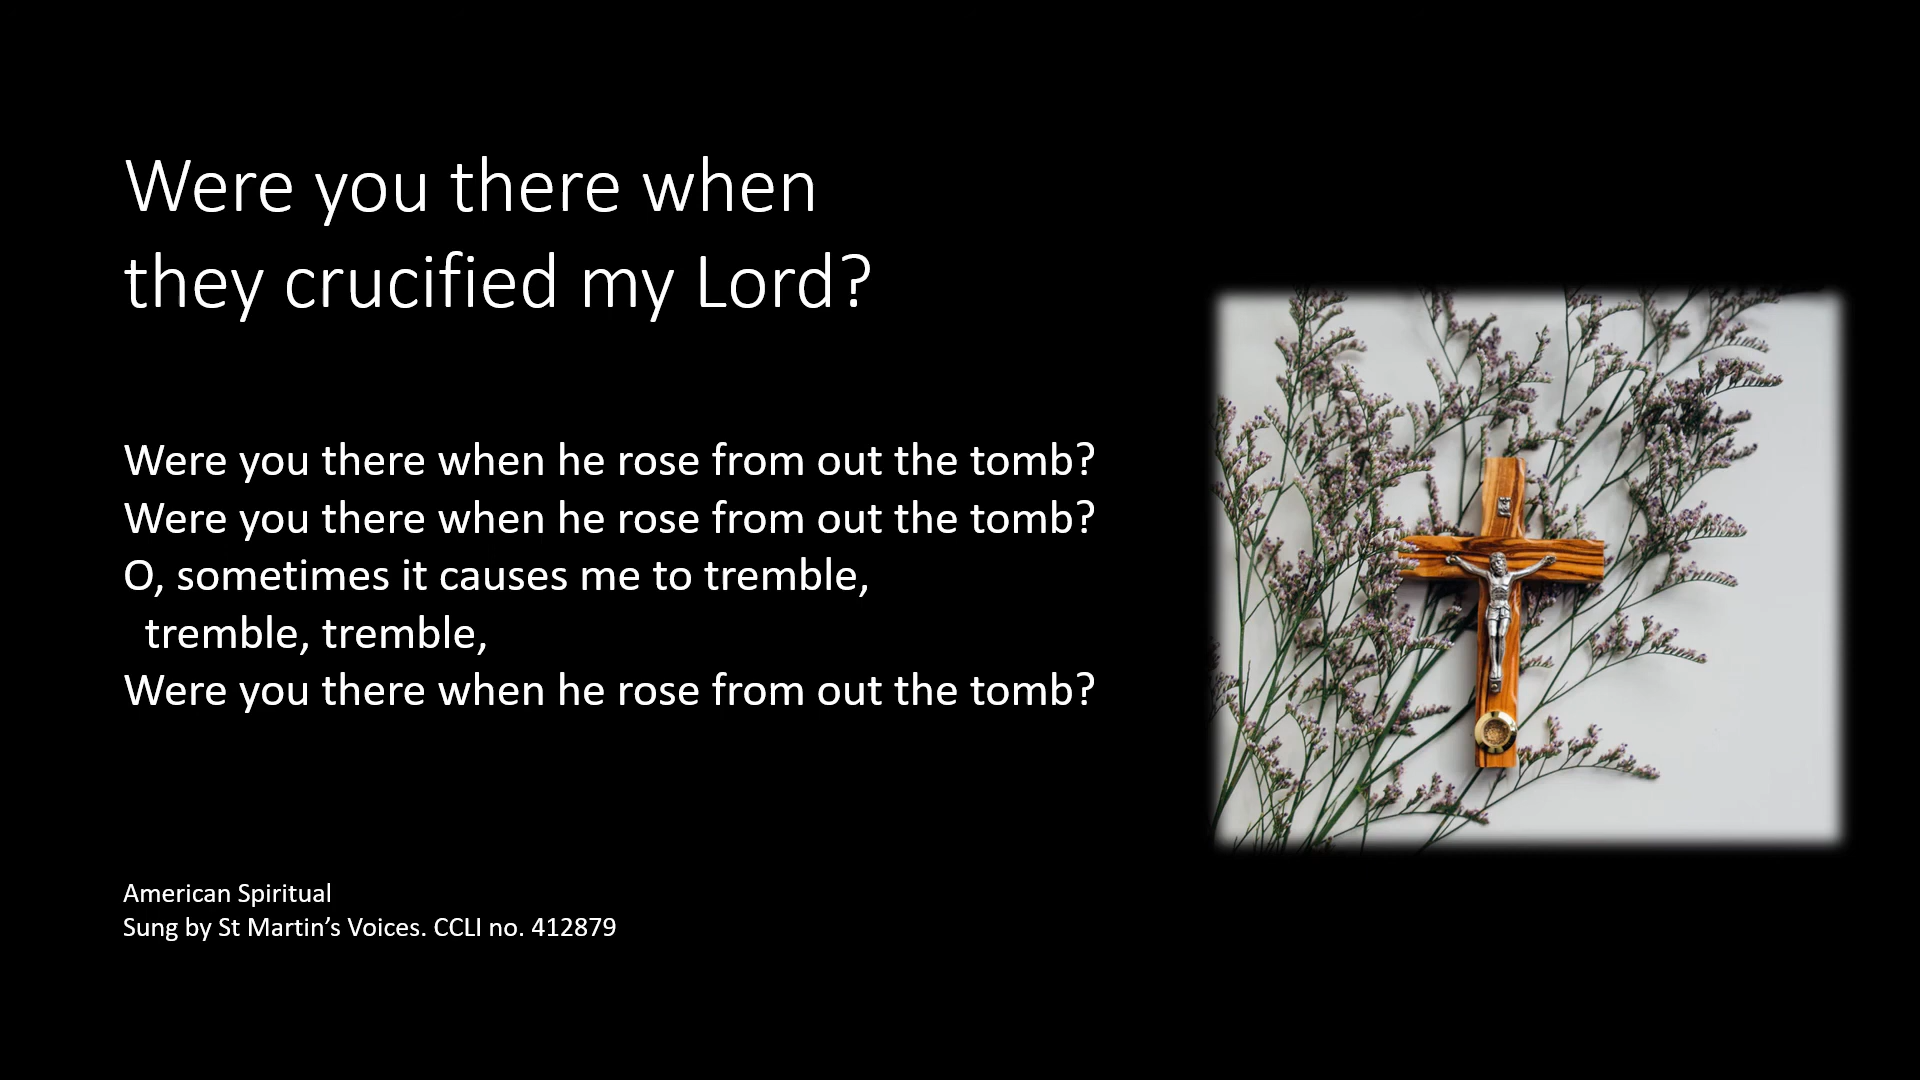 Were you there when
they crucified my Lord?
Were you there when he rose from out the tomb?
Were you there when he rose from out the tomb?
O, sometimes it causes me to tremble,
tremble, tremble,
Were you there when he rose from out the tomb?
American Spiritual
Sung by St Martin’s Voices. CCLI no. 412879